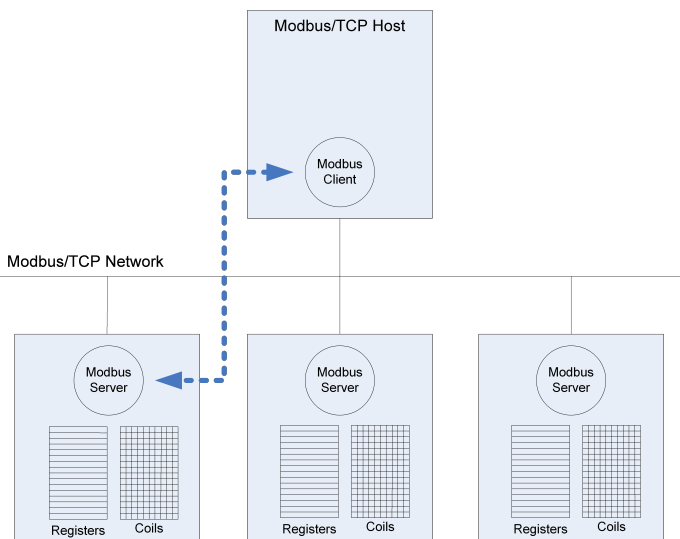 Modbus/TCP Host
Modbus
Client
Modbus/TCP Network
Modbus
Server
Registers
Coils
Modbus
Server
Registers
Coils
Modbus
Server
Registers
Coils